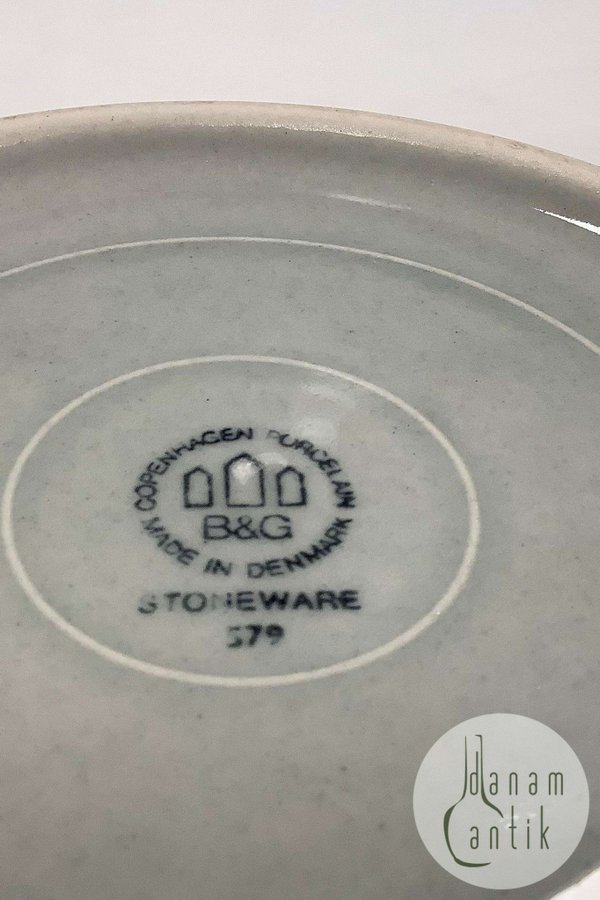 COPENHAGEN PORCELAIN
B&G
MADE IN DENMARK
STONEWARE
579
danam
antik